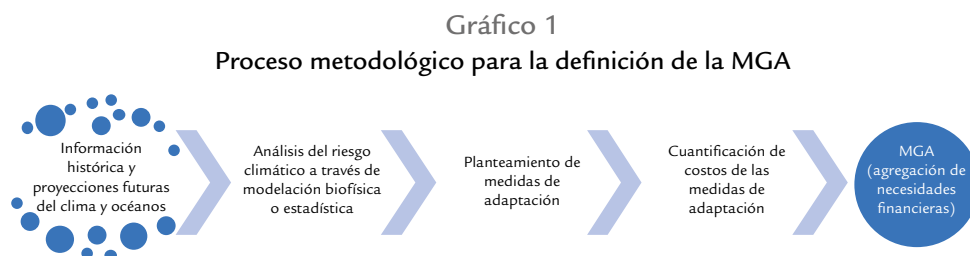 Gráfico 1
Proceso metodológico para la definición de la MGA
Información
histórica y
proyecciones futuras
del clima y océanos
Análisis del riesgo
climático a través de
modelación biofísica
o estadística
Planteamiento de
medidas de
adaptación
Cuantificación de
costos de las
medidas de
adaptación
MGA
(agregación de
necesidades
financieras)